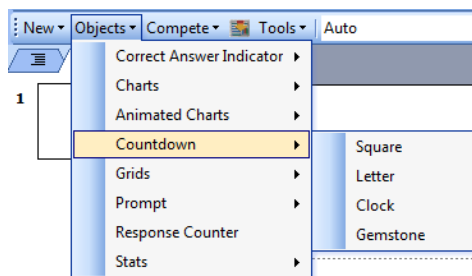 New Objects Compete Tools Auto
Correct Answer Indicator
1
Charts
Animated Charts
Countdown
Square
Grids
Letter
Prompt
Clock
Response Counter
Gemstone
Stats